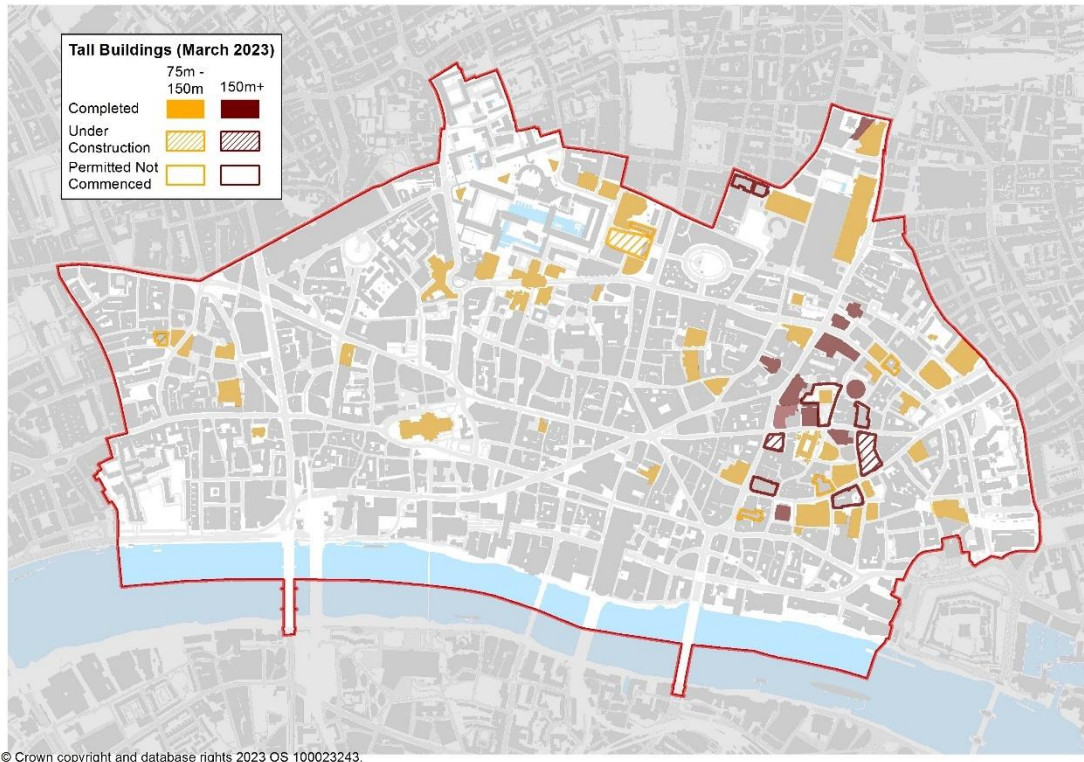 Tall Buildings (March 2023)
75m -
150m
150m+
Completed
Under
Construction
Permitted Not
Commenced
© Crown copyright and database rights 2023 OS 100023243.